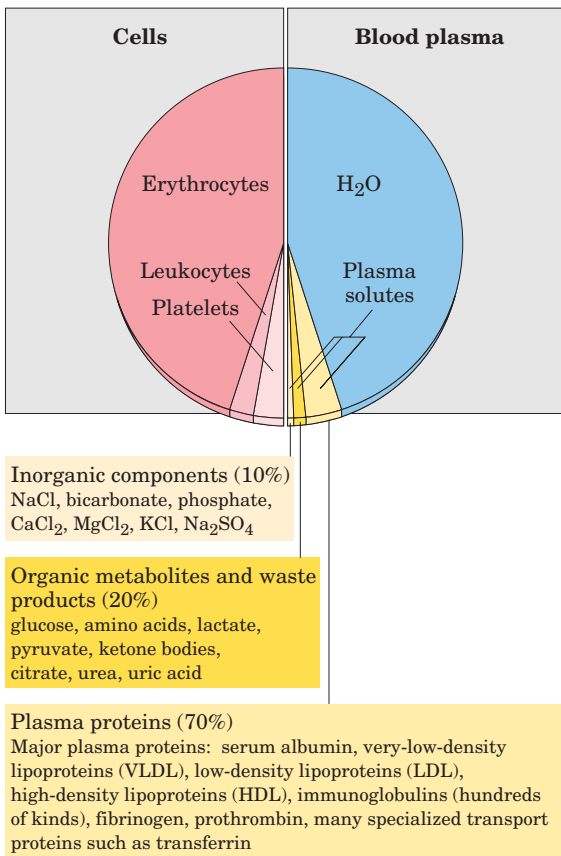 Cells
Blood plasma
Erythrocytes
H₂O
Leukocytes
Platelets
Plasma
solutes
Inorganic components (10%)
NaCl, bicarbonate, phosphate,
CaCl₂, MgCl₂, KCl, Na₂SO₄
Organic metabolites and waste
products (20%)
glucose, amino acids, lactate,
pyruvate, ketone bodies,
citrate, urea, uric acid
Plasma proteins (70%)
Major plasma proteins: serum albumin, very-low-density
lipoproteins (VLDL), low-density lipoproteins (LDL),
high-density lipoproteins (HDL), immunoglobulins (hundreds
of kinds), fibrinogen, prothrombin, many specialized transport
proteins such as transferrin